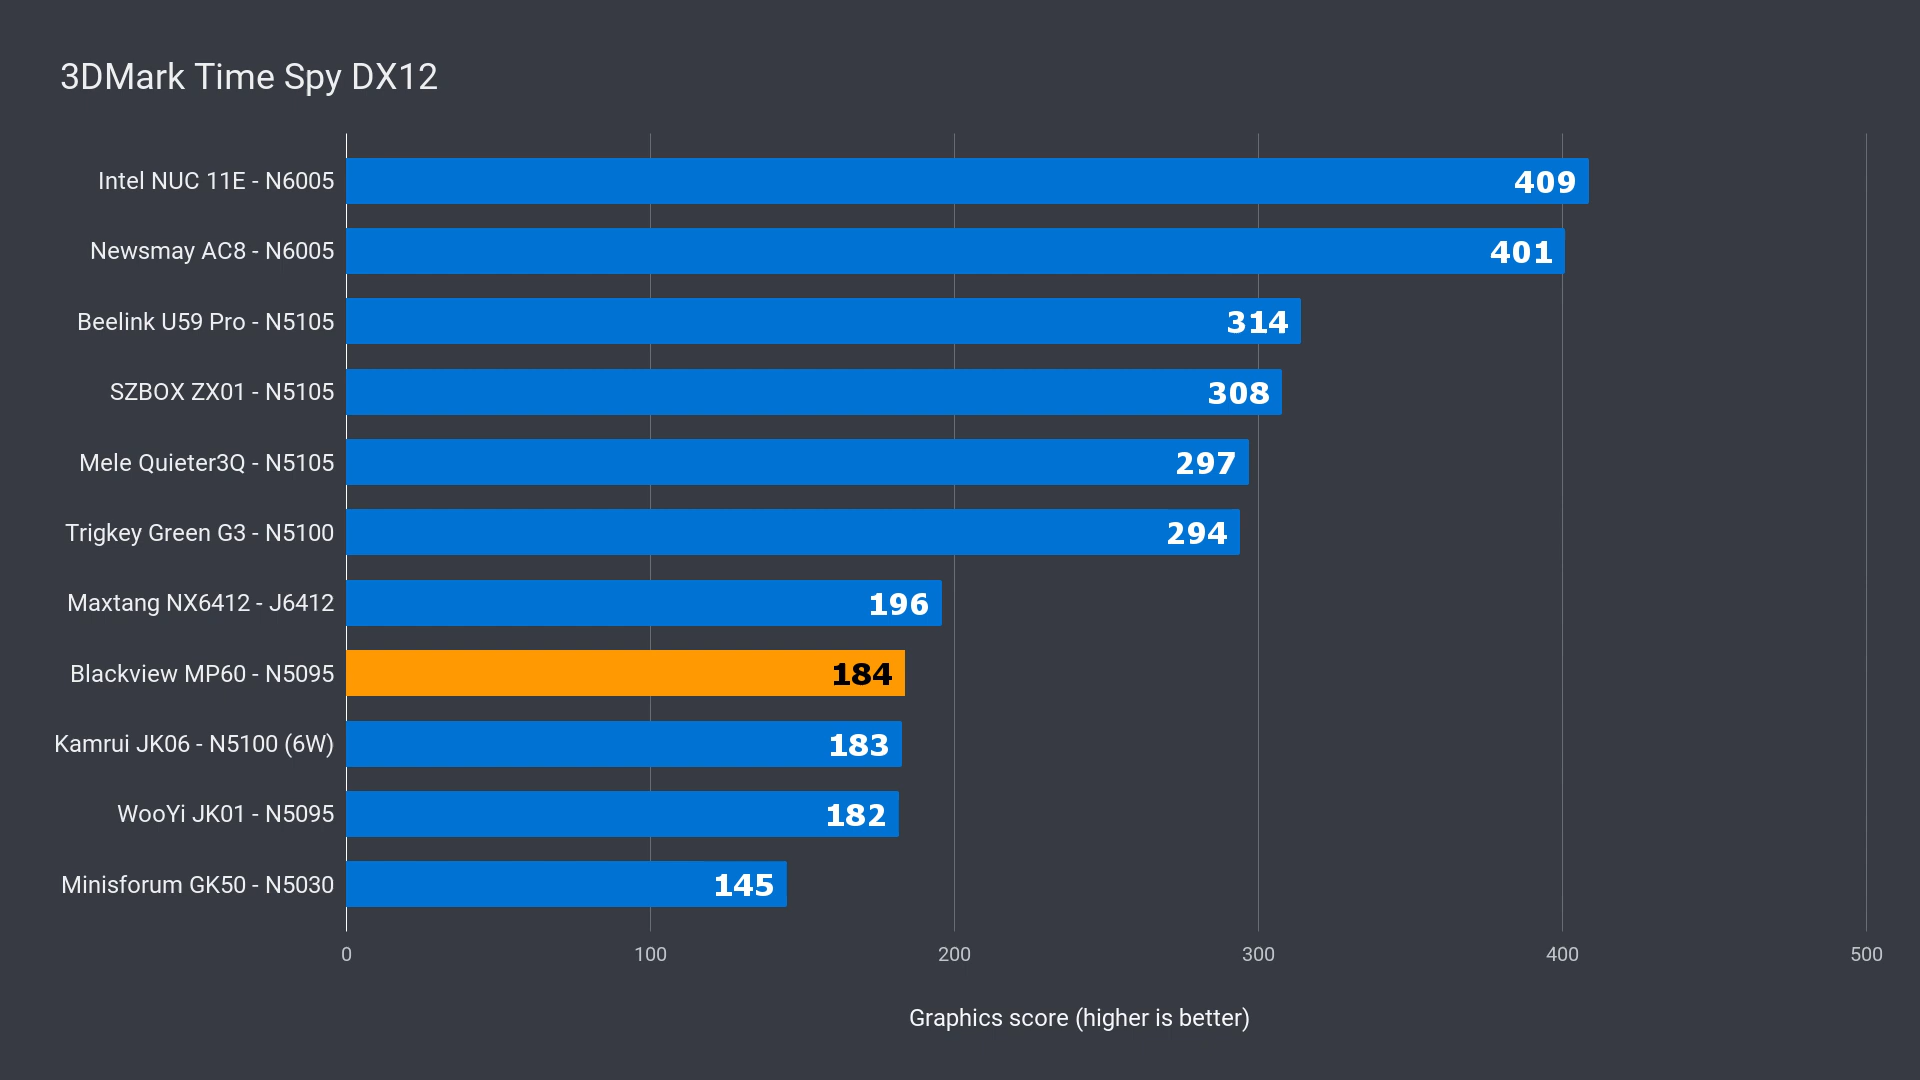 3DMark Time Spy DX12
Intel NUC 11E - N6005
409
Newsmay AC8 - N6005
401
Beelink U59 Pro - N5105
314
SZBOX ZX01 - N5105
308
Mele Quieter3Q - N5105
297
Trigkey Green G3 - N5100
294
Maxtang NX6412 - J6412
196
Blackview MP60 - N5095
184
Kamrui JK06 - N5100 (6W)
183
WooYi JK01 - N5095
182
Minisforum GK50 - N5030
145
0 100 200 300 400 500
Graphics score (higher is better)